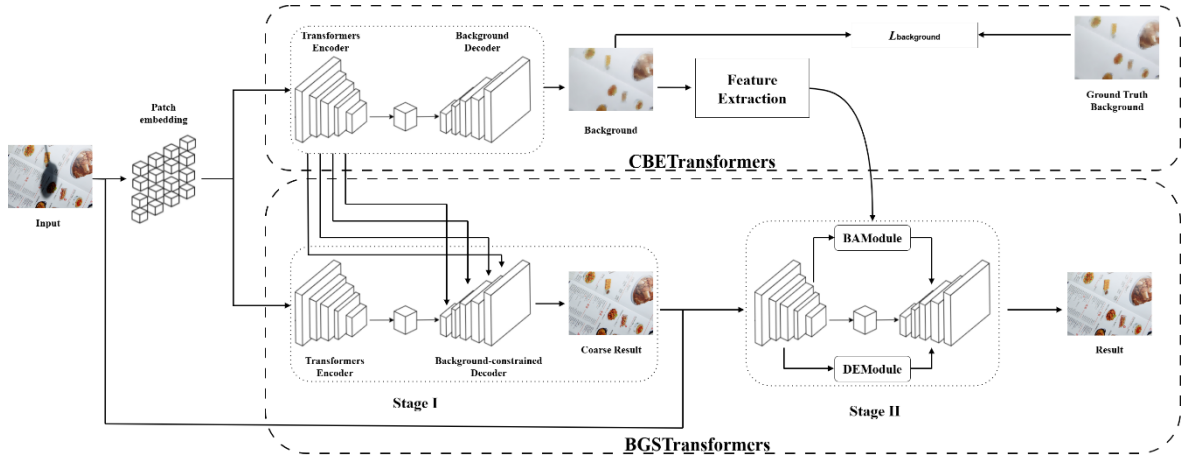 Transformers
Encoder
Background
Decoder
Lbackground
Feature
Extraction
Ground Truth
Background
Background
Patch
embedding
CBETransformers
Input
BAModule
Coarse Result
Transformers
Encoder
Background-constrained
Decoder
DEModule
Result
Stage I
Stage II
BGSTransformers